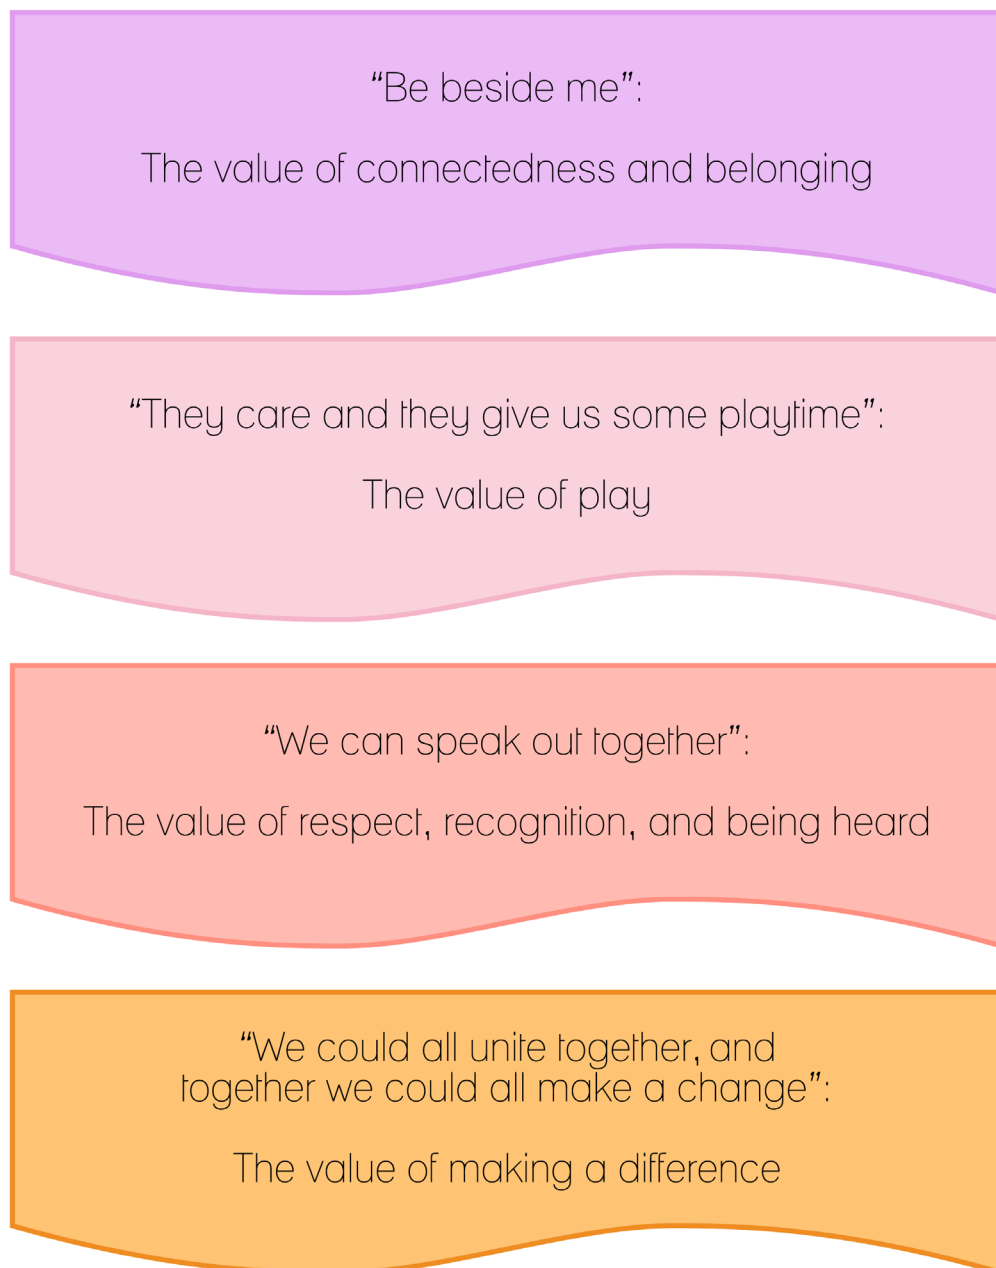 “Be beside me”:
The value of connectedness and belonging
“They care and they give us some playtime”:
The value of play
“We can speak out together”:
The value of respect, recognition, and being heard
“We could all unite together, and
together we could all make a change”:
The value of making a difference